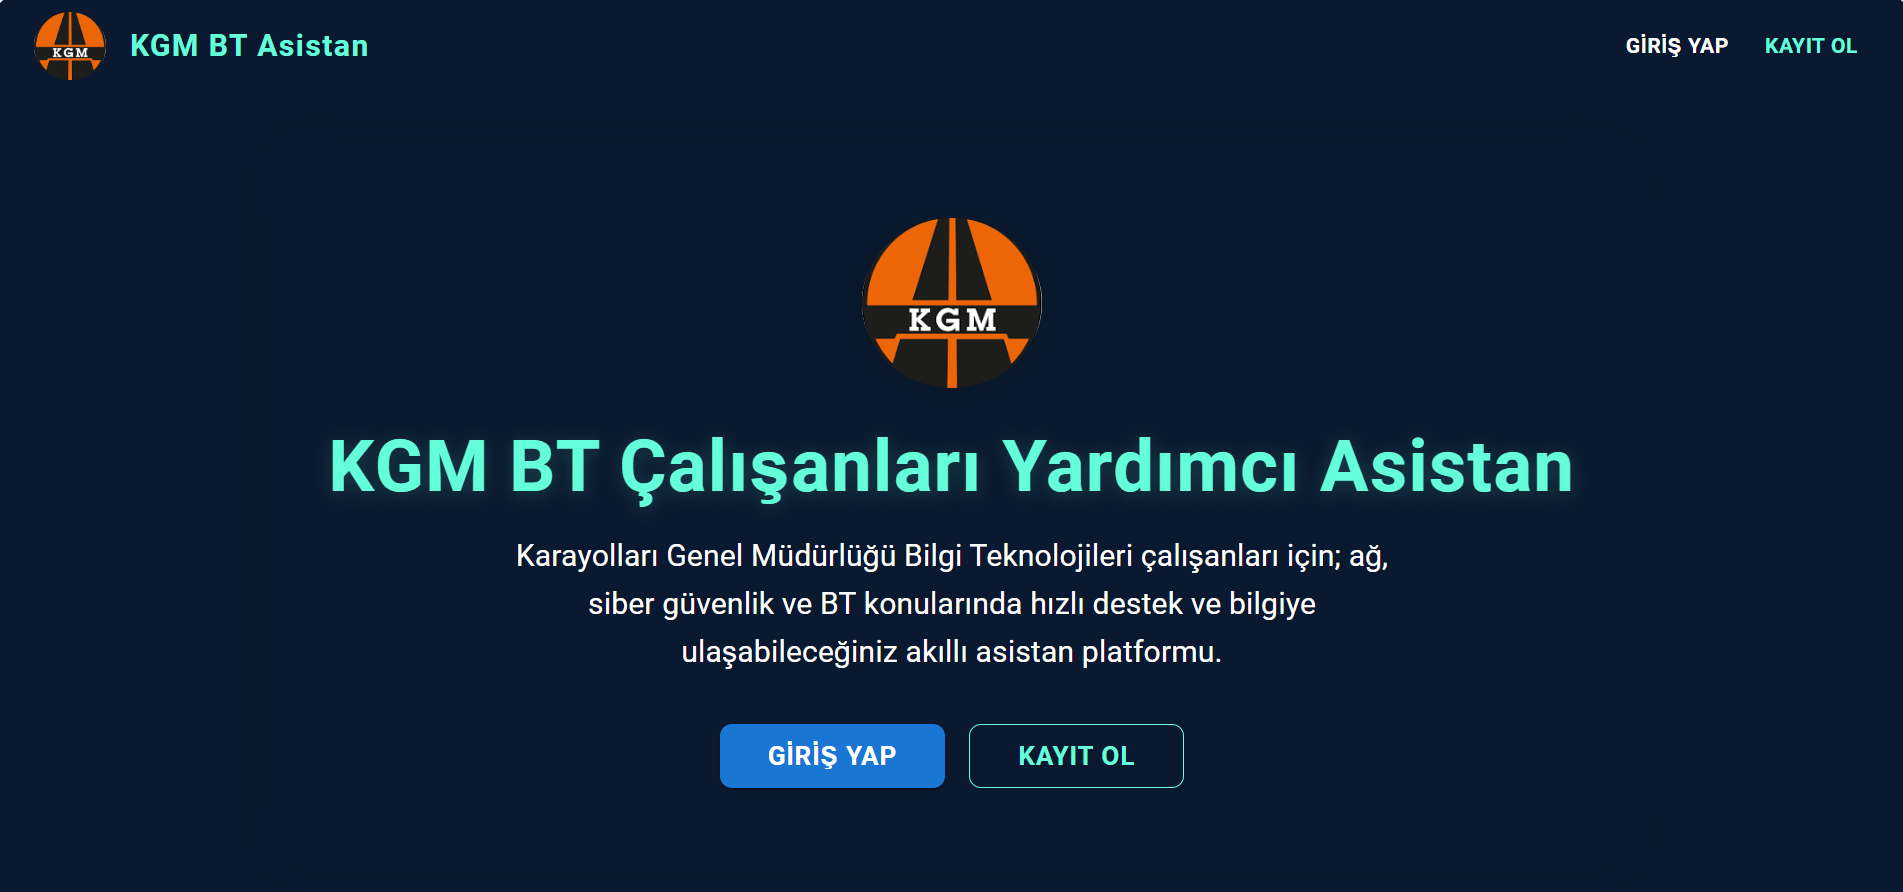 KGM
KGM BT Asistan
GİRİŞ YAP
KAYIT OL
KGM
KGM BT Çalışanları Yardımcı Asistan
Karayolları Genel Müdürlüğü Bilgi Teknolojileri çalışanları için; ağ,
siber güvenlik ve BT konularında hızlı destek ve bilgiye
ulaşabileceğiniz akıllı asistan platformu.
GİRİŞ YAP
KAYIT OL